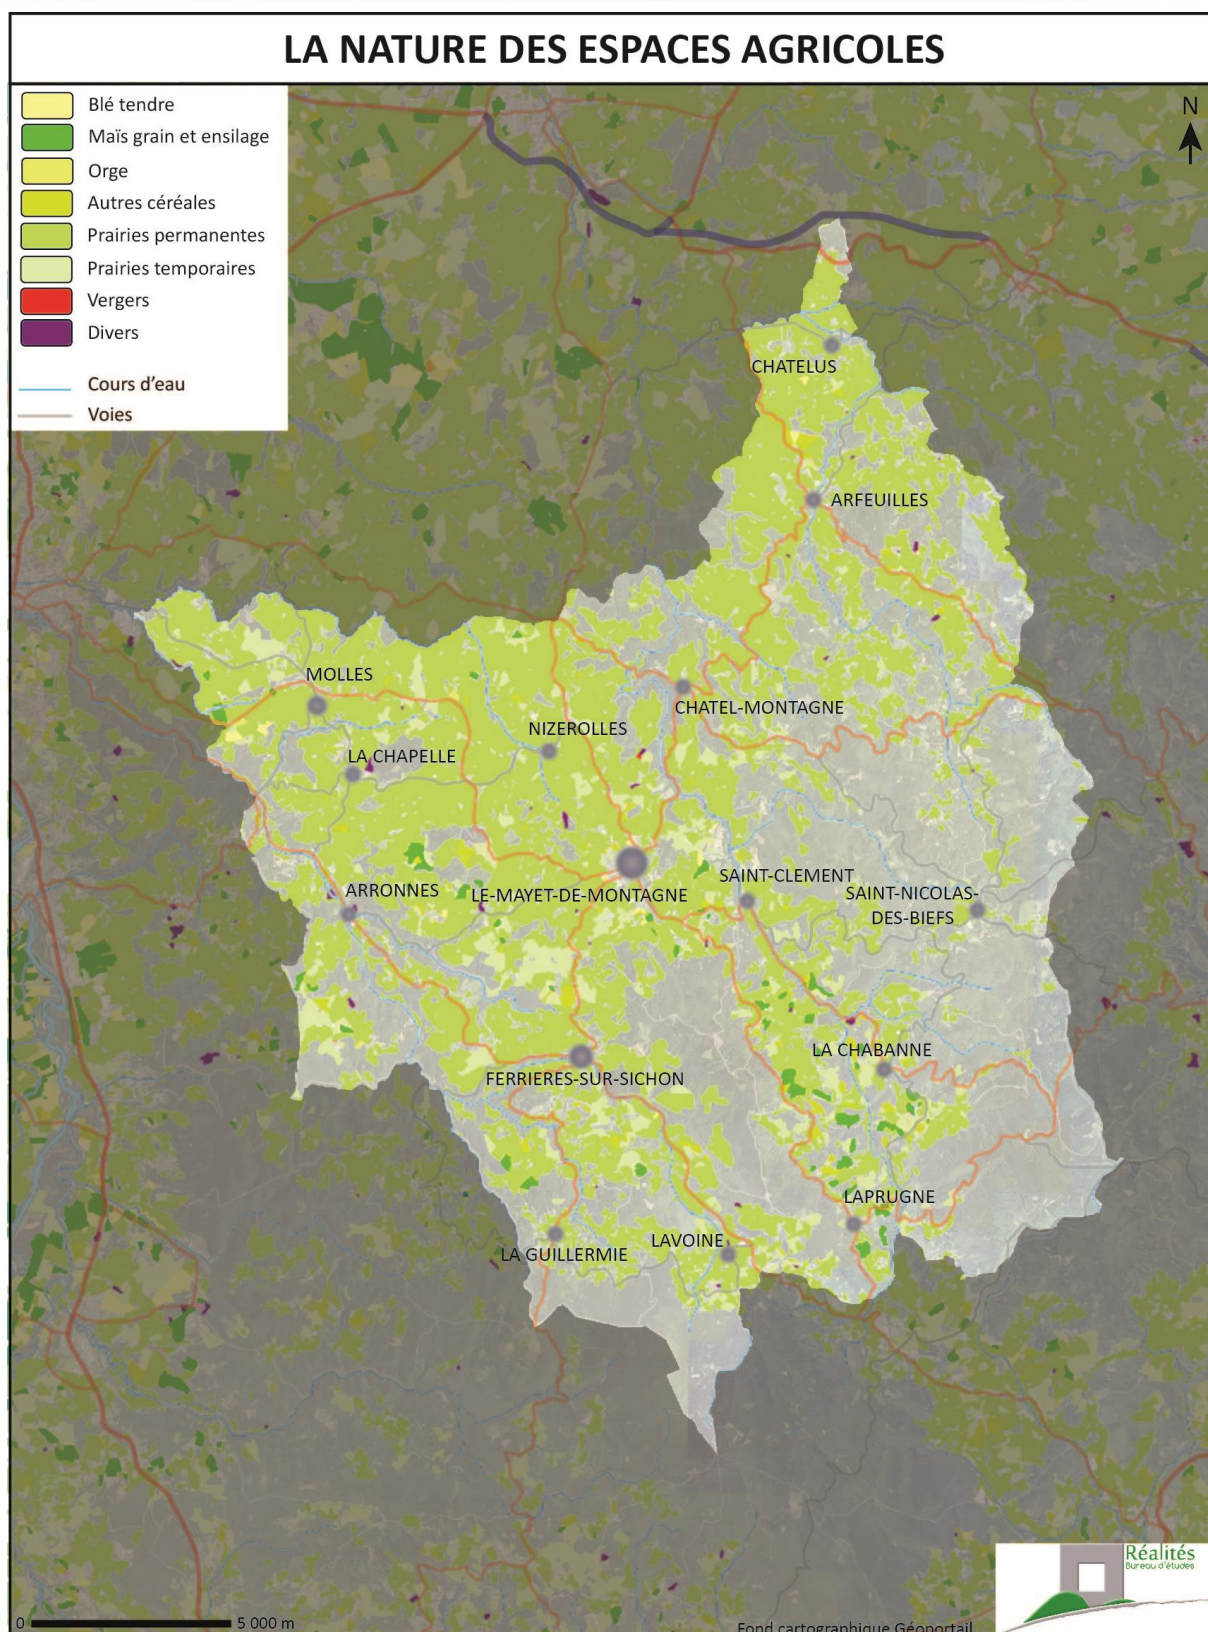 LA NATURE DES ESPACES AGRICOLES
Blé tendre
Maïs grain et ensilage
Orge
Autres céréales
Prairies permanentes
Prairies temporaires
Vergers
Divers
Cours d'eau
Voies
N
CHATELUS
ARFEUILLES
MOLLES
CHATEL-MONTAGNE
NIZEROLLES
LA CHAPELLE
SAINT-CLEMENT
ARRONNES
LE-MAYET-DE-MONTAGNE
SAINT-NICOLAS-
DES-BIEFS
LA CHABANNE
FERRIERES-SUR-SICHON
LAPRUGNE
LAVOINE
LA GUILLERMIE
Réalités
Bureau d'études
0
5 000 m
Fond cartographique Géoportail